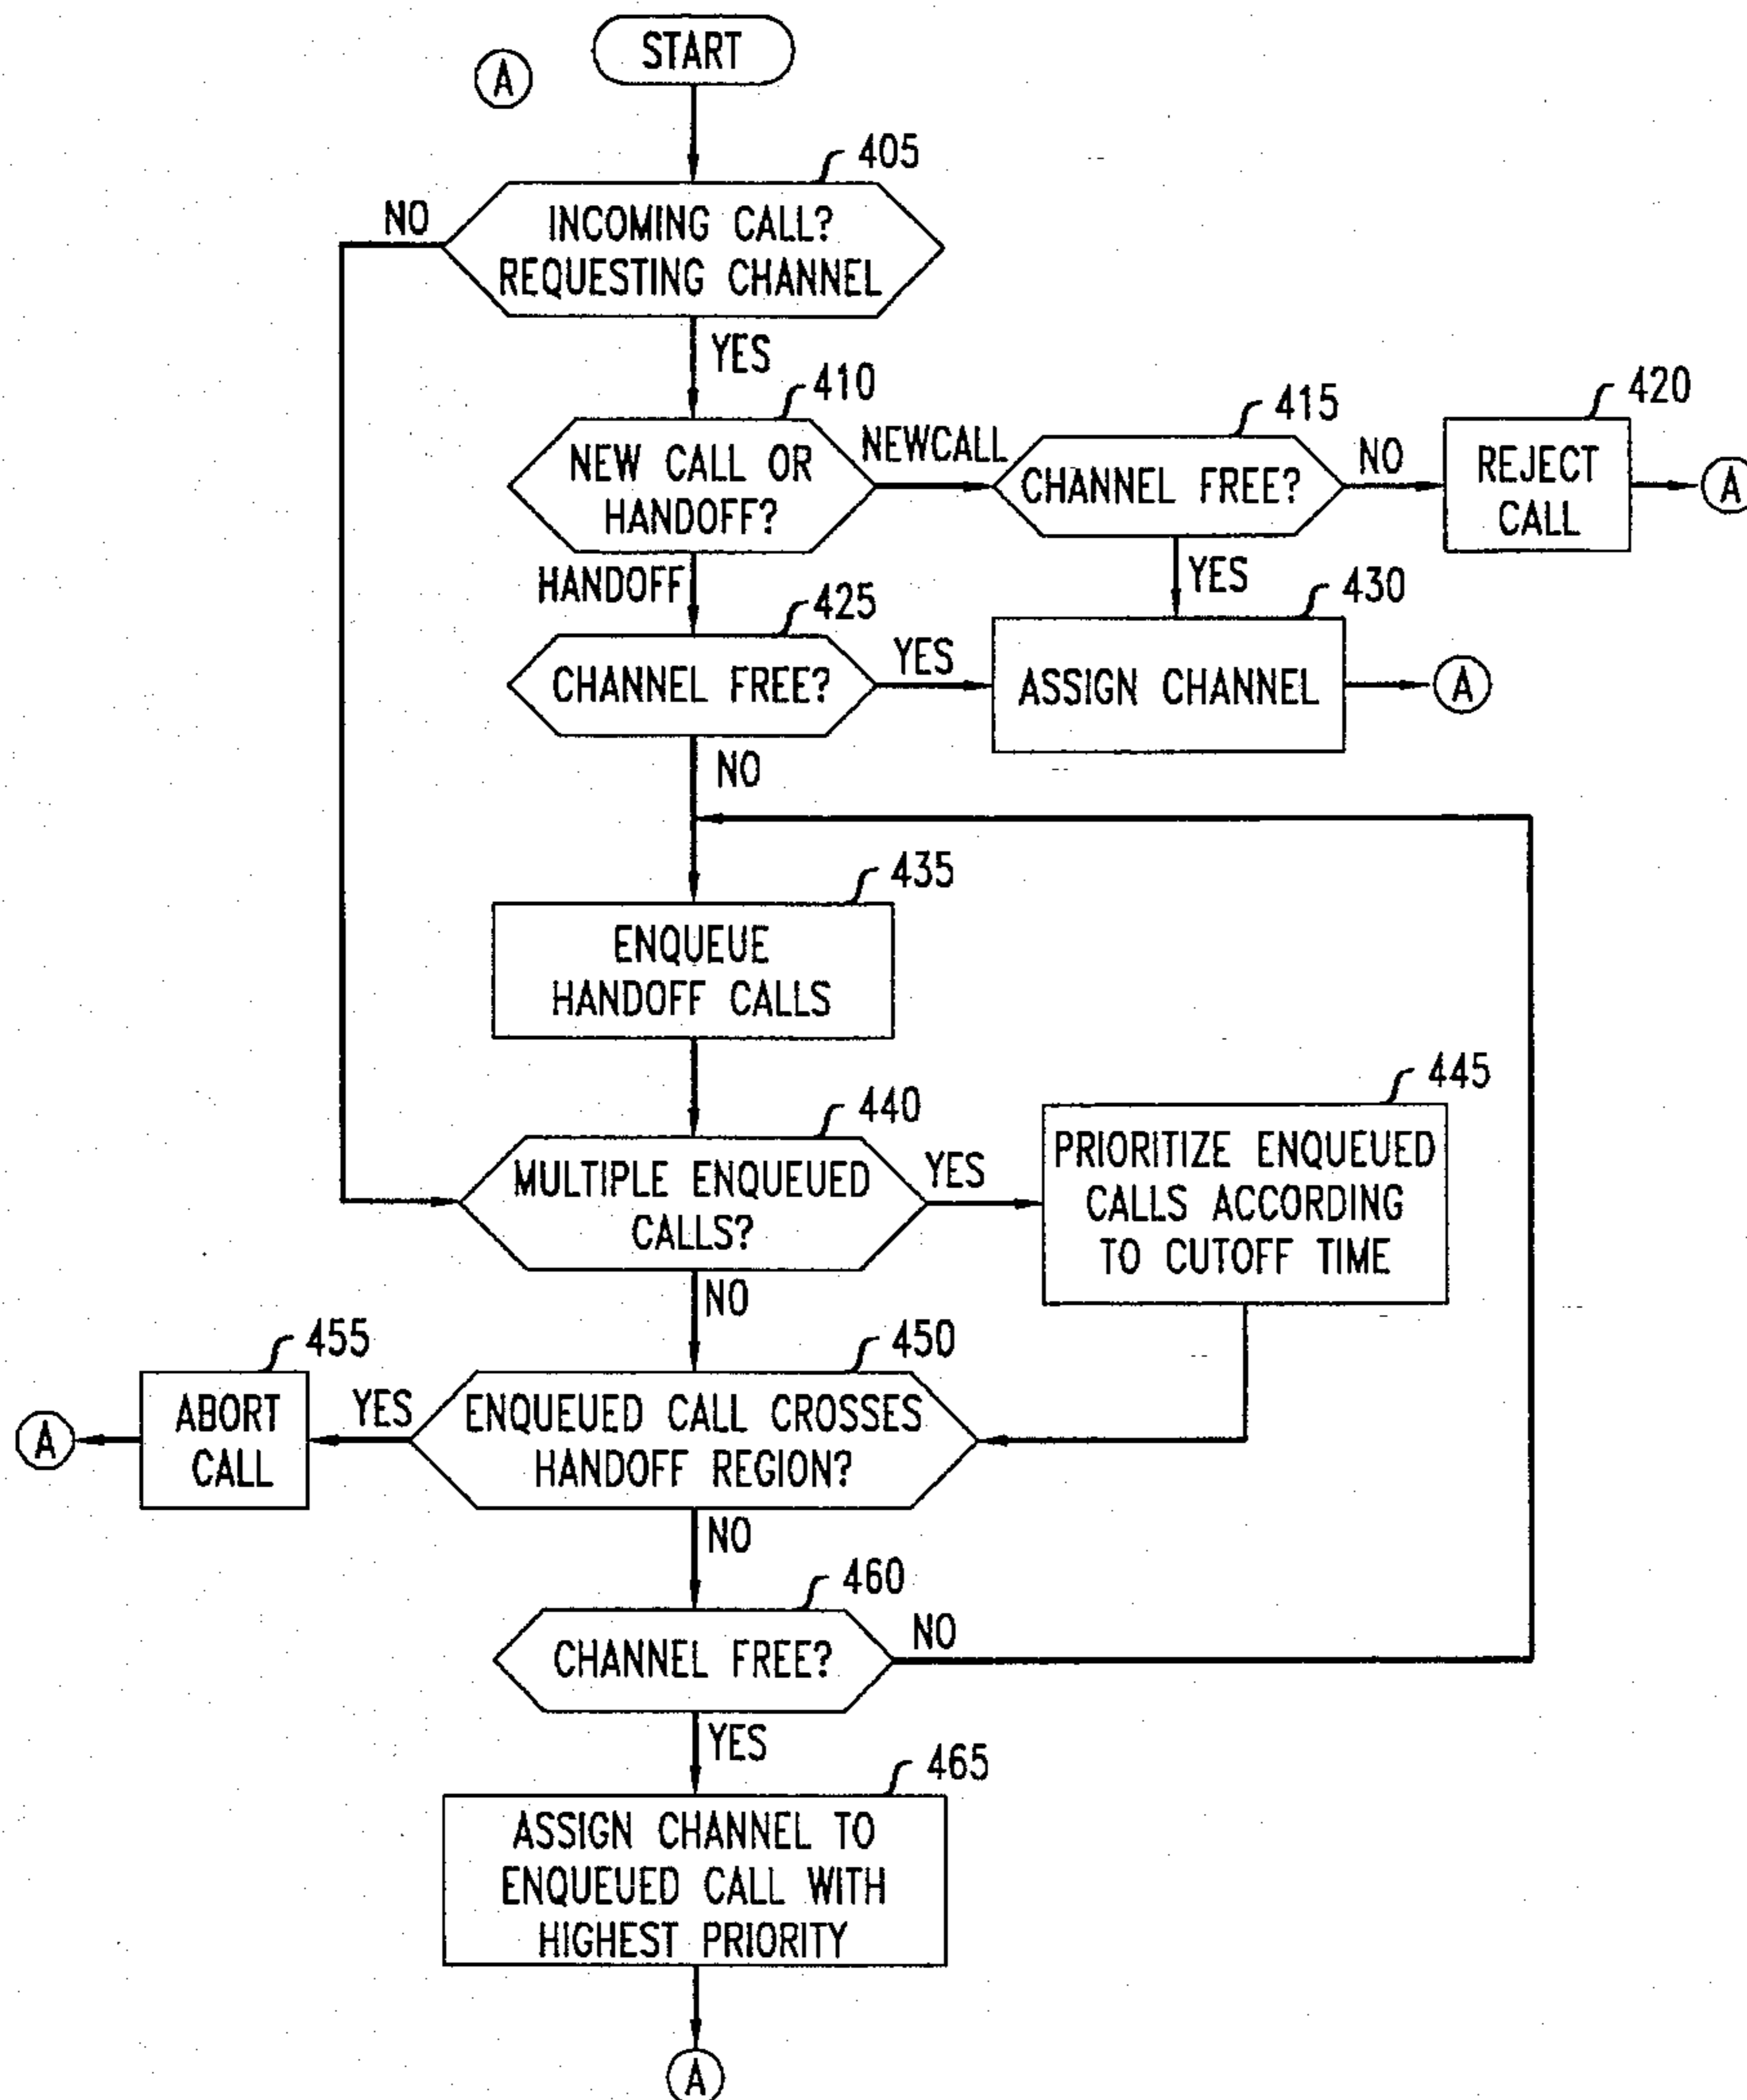 START
A
405
NO
INCOMING CALL?
REQUESTING CHANNEL
YES
410
NEW CALL OR
HANDOFF?
NEWCALL
415
CHANNEL FREE?
NO
420
REJECT
CALL
A
HANDOFF
YES
425
CHANNEL FREE?
YES
430
ASSIGN CHANNEL
A
NO
435
ENQUEUE
HANDOFF CALLS
440
MULTIPLE ENQUEUED
CALLS?
YES
445
PRIORITIZE ENQUEUED
CALLS ACCORDING
TO CUTOFF TIME
NO
450
ENQUEUED CALL CROSSES
HANDOFF REGION?
YES
455
ABORT
CALL
A
NO
460
CHANNEL FREE?
NO
YES
465
ASSIGN CHANNEL TO
ENQUEUED CALL WITH
HIGHEST PRIORITY
A